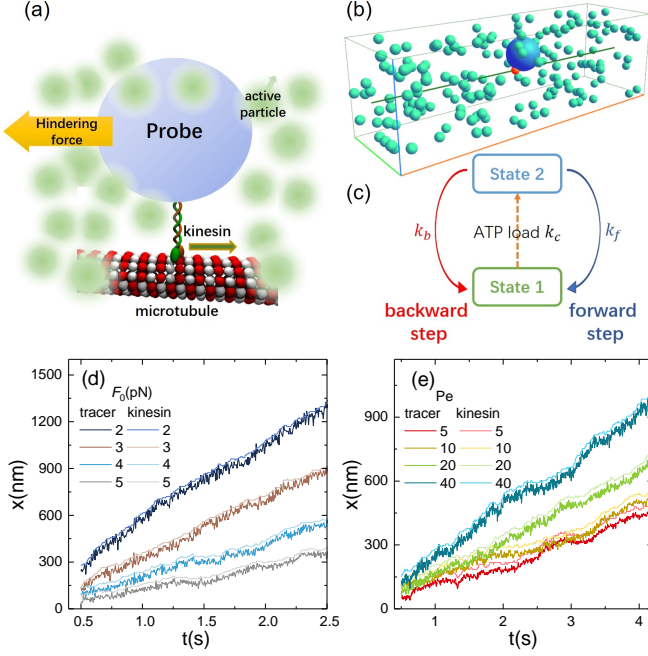 (a)
Hindering
force
Probe
active
particle
kinesin
microtubule
(b)
(c)
State 2
k_b
ATP load k_c
k_f
State 1
backward
step
forward
step
(d)
F_0(pN)
tracer kinesin
2 2
3 3
4 4
5 5
1500
1200
900
600
300
0
x(nm)
0.5 1.0 1.5 2.0 2.5
t(s)
(e)
Pe
tracer kinesin
5 5
10 10
20 20
40 40
900
600
300
0
x(nm)
1 2 3 4
t(s)